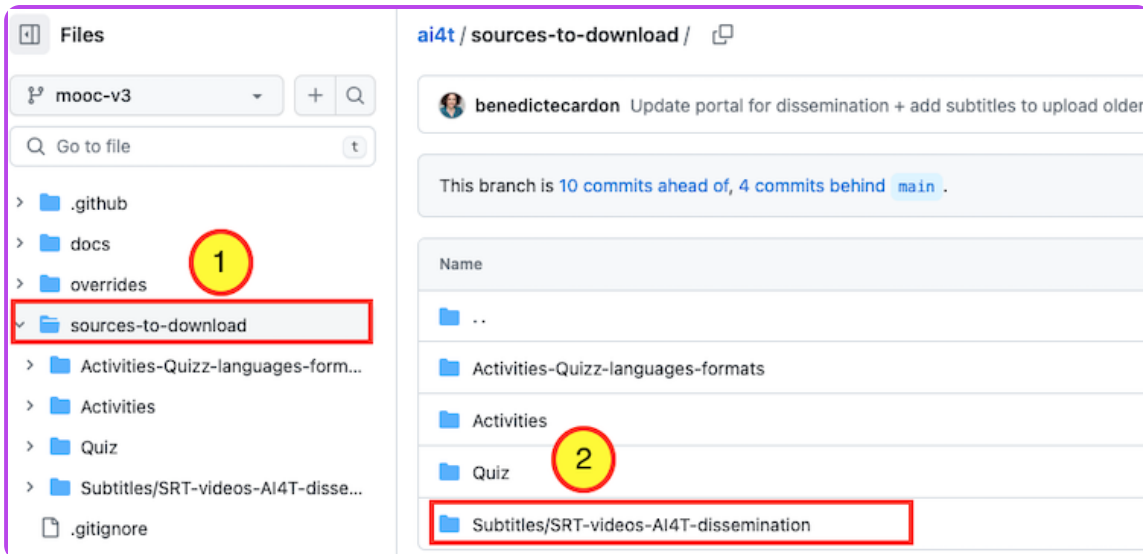 Files
mooc-v3
Go to file
t
.github
docs
1
overrides
sources-to-download
Activities-Quizz-languages-form...
Activities
Quiz
Subtitles/SRT-videos-AI4T-disse...
.gitignore
ai4t / sources-to-download /
benedictecardon Update portal for dissemination + add subtitles to upload older
This branch is 10 commits ahead of, 4 commits behind main .
Name
..
Activities-Quizz-languages-formats
Activities
2
Quiz
Subtitles/SRT-videos-AI4T-dissemination